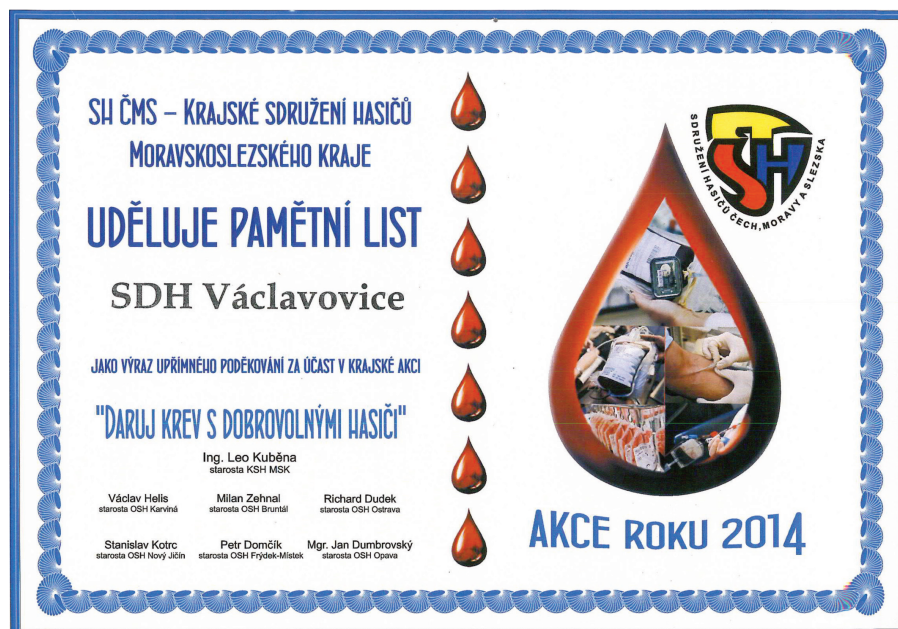 SH ČMS – KRAJSKÉ SDRUŽENÍ HASIČŮ
MORAVSKOSLEZSKÉHO KRAJE
UDĚLUJE PAMĚTNÍ LIST
SDH Václavovice
JAKO VÝRAZ UPŘÍMNÉHO PODĚKOVÁNÍ ZA ÚČAST V KRAJSKÉ AKCI
"DARUJ KREV S DOBROVOLNÝMI HASIČI"
Ing. Leo Kuběna
starosta KSH MSK
Václav Helis
starosta OSH Karviná
Milan Zehnal
starosta OSH Bruntál
Richard Dudek
starosta OSH Ostrava
Stanislav Kotrc
starosta OSH Nový Jičín
Petr Domčík
starosta OSH Frýdek-Místek
Mgr. Jan Dumbrovský
starosta OSH Opava
SH
SDRUŽENÍ HASIČŮ ČECH, MORAVY A SLEZSKA
AKCE ROKU 2014